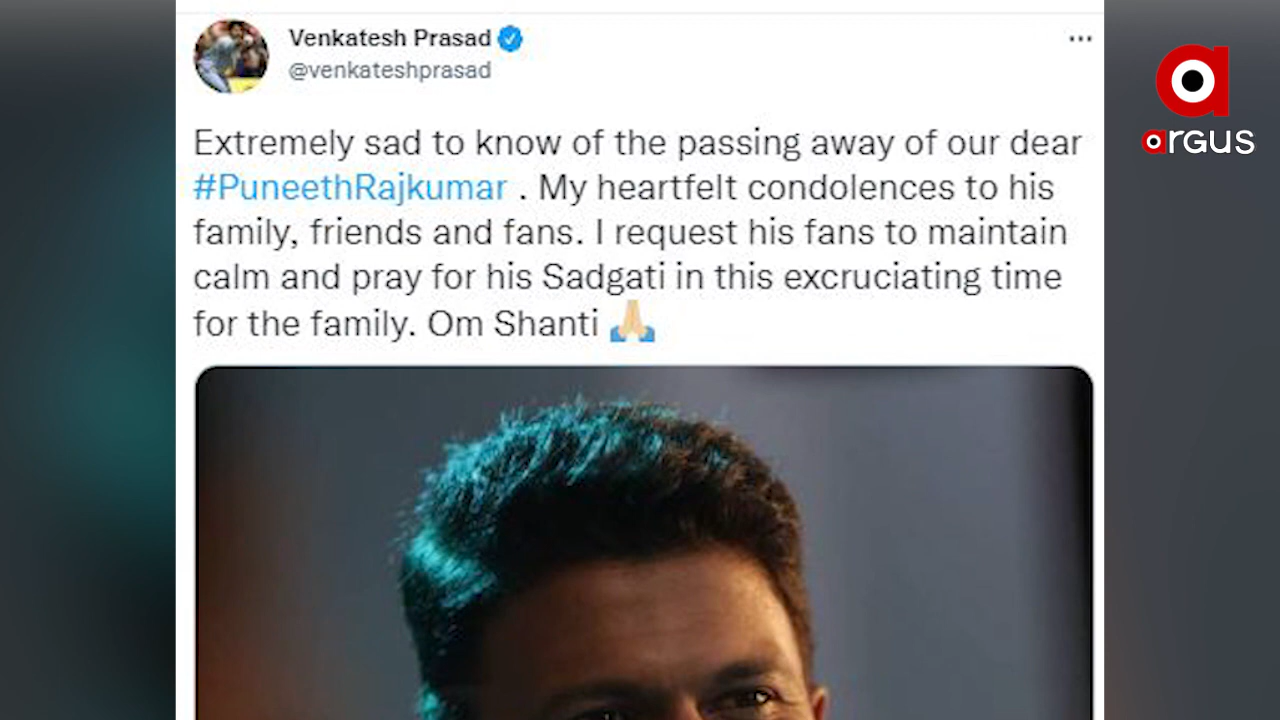 Venkatesh Prasad
@venkateshprasad
Extremely sad to know of the passing away of our dear
#PuneethRajkumar . My heartfelt condolences to his
family, friends and fans. I request his fans to maintain
calm and pray for his Sadgati in this excruciating time
for the family. Om Shanti 🙏🏼
argus